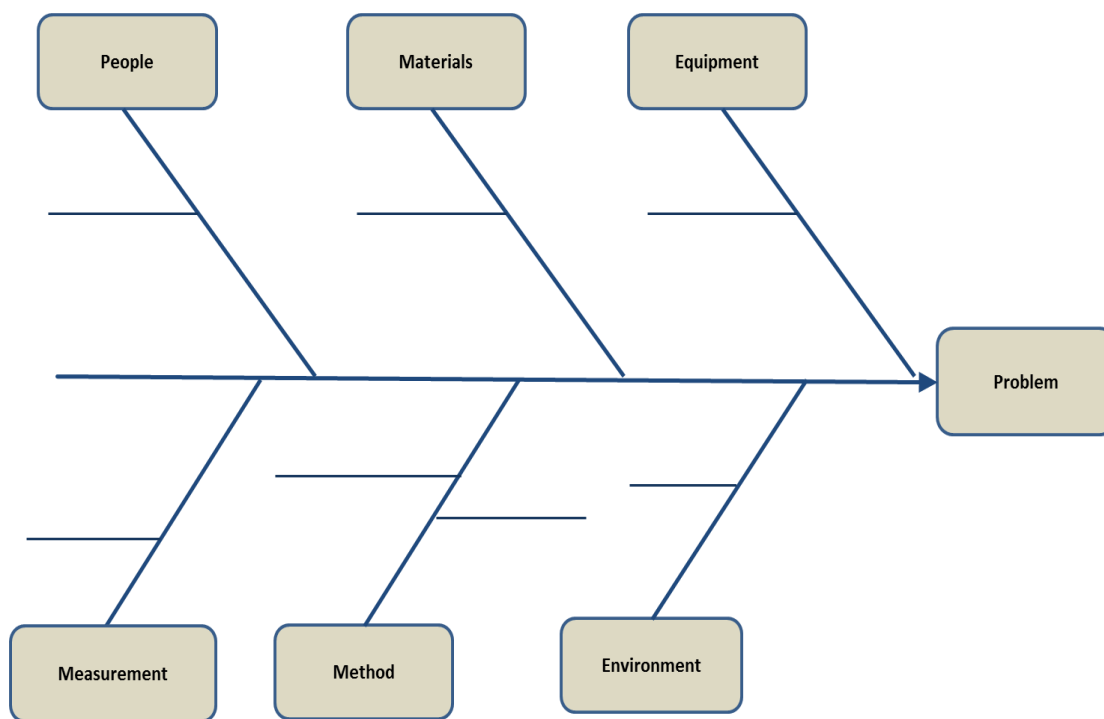 People
Materials
Equipment
Problem
Measurement
Method
Environment